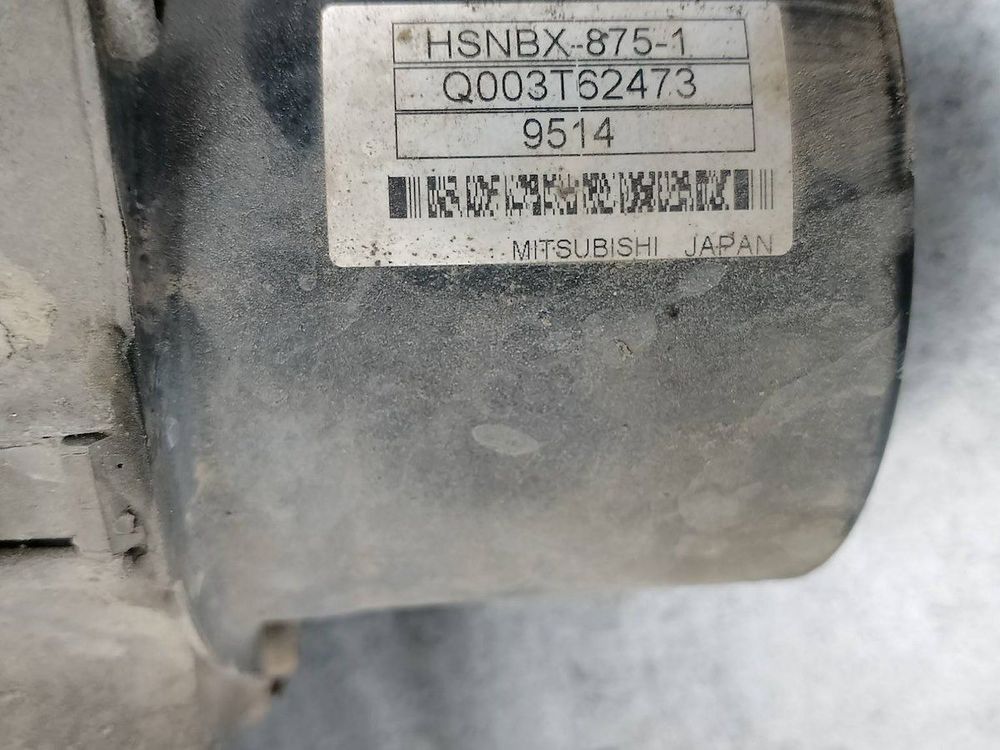 HSNBX-875-1
Q003T62473
9514
MITSUBISHI JAPAN